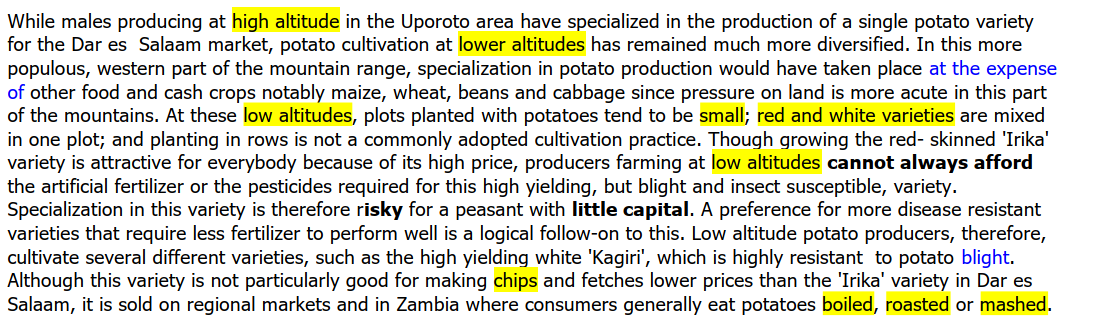 While males producing at high altitude in the Uporoto area have specialized in the production of a single potato variety
for the Dar es Salaam market, potato cultivation at lower altitudes has remained much more diversified. In this more
populous, western part of the mountain range, specialization in potato production would have taken place at the expense
of other food and cash crops notably maize, wheat, beans and cabbage since pressure on land is more acute in this part
of the mountains. At these low altitudes, plots planted with potatoes tend to be small; red and white varieties are mixed
in one plot; and planting in rows is not a commonly adopted cultivation practice. Though growing the red- skinned 'Irika'
variety is attractive for everybody because of its high price, producers farming at low altitudes cannot always afford
the artificial fertilizer or the pesticides required for this high yielding, but blight and insect susceptible, variety.
Specialization in this variety is therefore risky for a peasant with little capital. A preference for more disease resistant
varieties that require less fertilizer to perform well is a logical follow-on to this. Low altitude potato producers, therefore,
cultivate several different varieties, such as the high yielding white 'Kagiri', which is highly resistant to potato blight.
Although this variety is not particularly good for making chips and fetches lower prices than the 'Irika' variety in Dar es
Salaam, it is sold on regional markets and in Zambia where consumers generally eat potatoes boiled, roasted or mashed.